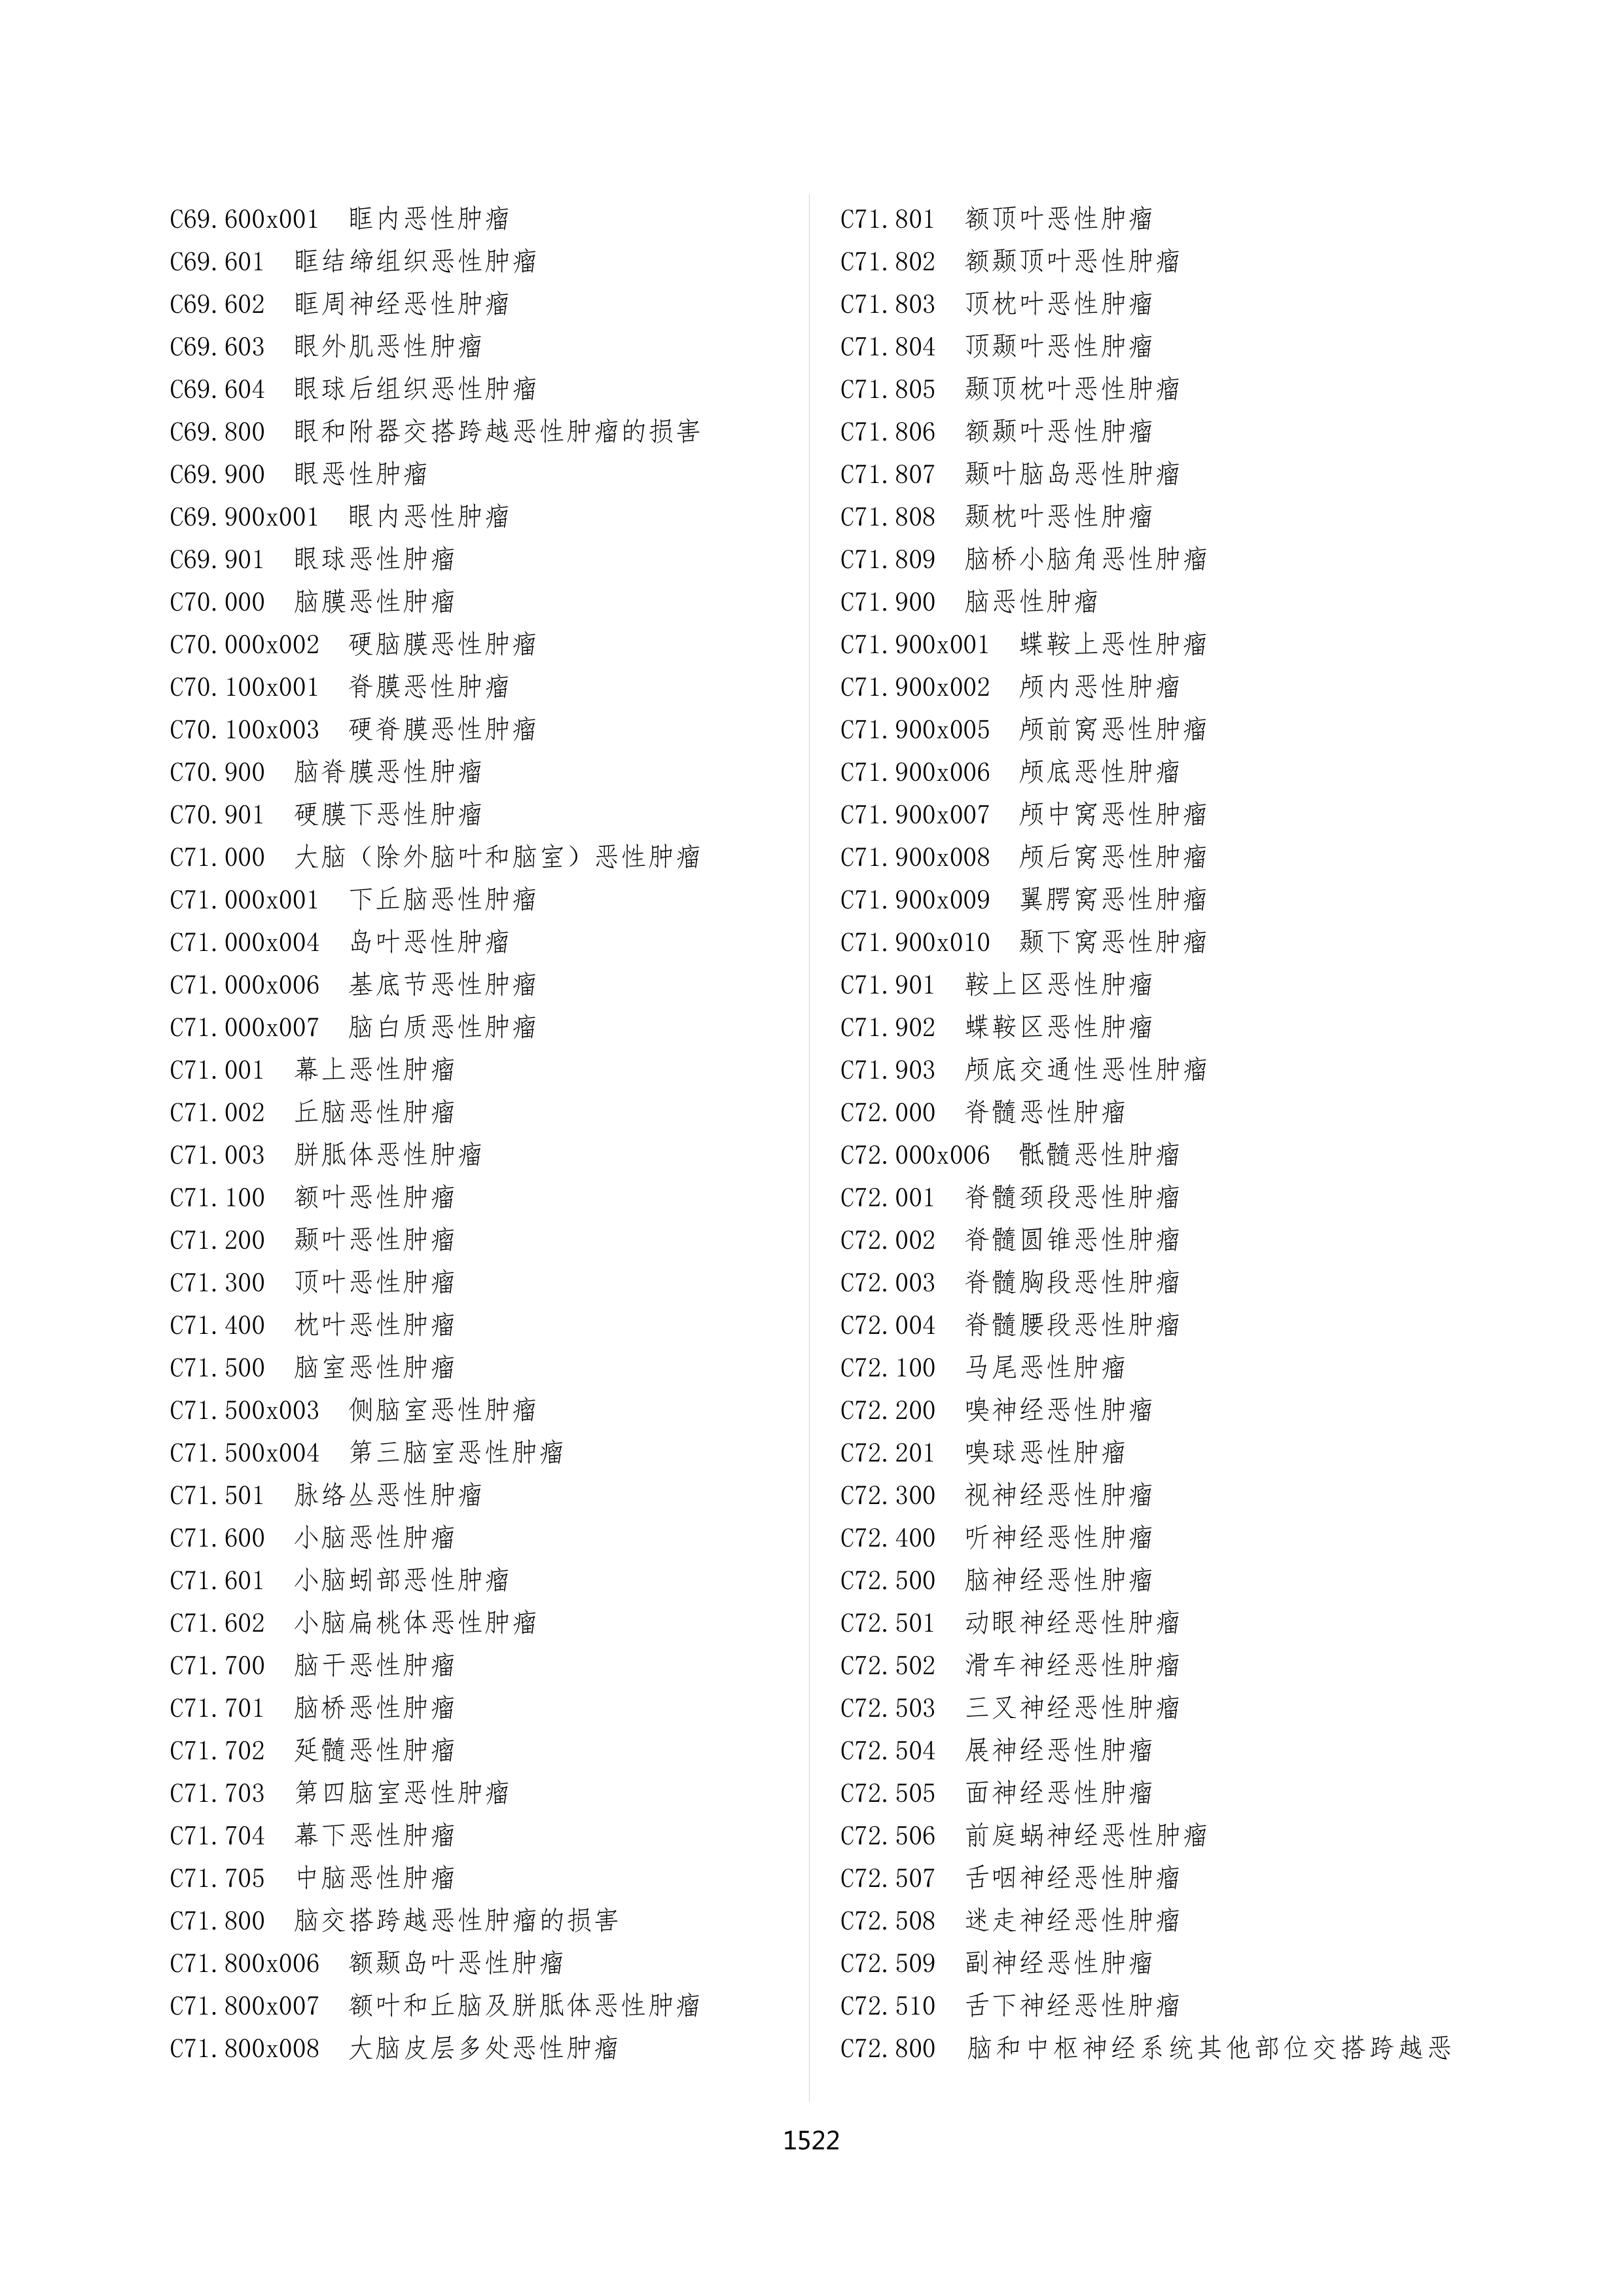 C69.600x001 眶内恶性肿瘤
C69.601 眶结缔组织恶性肿瘤
C69.602 眶周神经恶性肿瘤
C69.603 眼外肌恶性肿瘤
C69.604 眼球后组织恶性肿瘤
C69.800 眼和附器交搭跨越恶性肿瘤的损害
C69.900 眼恶性肿瘤
C69.900x001 眼内恶性肿瘤
C69.901 眼球恶性肿瘤
C70.000 脑膜恶性肿瘤
C70.000x002 硬脑膜恶性肿瘤
C70.100x001 脊膜恶性肿瘤
C70.100x003 硬脊膜恶性肿瘤
C70.900 脑脊膜恶性肿瘤
C70.901 硬膜下恶性肿瘤
C71.000 大脑（除外脑叶和脑室）恶性肿瘤
C71.000x001 下丘脑恶性肿瘤
C71.000x004 岛叶恶性肿瘤
C71.000x006 基底节恶性肿瘤
C71.000x007 脑白质恶性肿瘤
C71.001 幕上恶性肿瘤
C71.002 丘脑恶性肿瘤
C71.003 胼胝体恶性肿瘤
C71.100 额叶恶性肿瘤
C71.200 颞叶恶性肿瘤
C71.300 顶叶恶性肿瘤
C71.400 枕叶恶性肿瘤
C71.500 脑室恶性肿瘤
C71.500x003 侧脑室恶性肿瘤
C71.500x004 第三脑室恶性肿瘤
C71.501 脉络丛恶性肿瘤
C71.600 小脑恶性肿瘤
C71.601 小脑蚓部恶性肿瘤
C71.602 小脑扁桃体恶性肿瘤
C71.700 脑干恶性肿瘤
C71.701 脑桥恶性肿瘤
C71.702 延髓恶性肿瘤
C71.703 第四脑室恶性肿瘤
C71.704 幕下恶性肿瘤
C71.705 中脑恶性肿瘤
C71.800 脑交搭跨越恶性肿瘤的损害
C71.800x006 额颞岛叶恶性肿瘤
C71.800x007 额叶和丘脑及胼胝体恶性肿瘤
C71.800x008 大脑皮层多处恶性肿瘤
C71.801 额顶叶恶性肿瘤
C71.802 额颞顶叶恶性肿瘤
C71.803 顶枕叶恶性肿瘤
C71.804 顶颞叶恶性肿瘤
C71.805 颞顶枕叶恶性肿瘤
C71.806 额颞叶恶性肿瘤
C71.807 颞叶脑岛恶性肿瘤
C71.808 颞枕叶恶性肿瘤
C71.809 脑桥小脑角恶性肿瘤
C71.900 脑恶性肿瘤
C71.900x001 蝶鞍上恶性肿瘤
C71.900x002 颅内恶性肿瘤
C71.900x005 颅前窝恶性肿瘤
C71.900x006 颅底恶性肿瘤
C71.900x007 颅中窝恶性肿瘤
C71.900x008 颅后窝恶性肿瘤
C71.900x009 翼腭窝恶性肿瘤
C71.900x010 颞下窝恶性肿瘤
C71.901 鞍上区恶性肿瘤
C71.902 蝶鞍区恶性肿瘤
C71.903 颅底交通性恶性肿瘤
C72.000 脊髓恶性肿瘤
C72.000x006 骶髓恶性肿瘤
C72.001 脊髓颈段恶性肿瘤
C72.002 脊髓圆锥恶性肿瘤
C72.003 脊髓胸段恶性肿瘤
C72.004 脊髓腰段恶性肿瘤
C72.100 马尾恶性肿瘤
C72.200 嗅神经恶性肿瘤
C72.201 嗅球恶性肿瘤
C72.300 视神经恶性肿瘤
C72.400 听神经恶性肿瘤
C72.500 脑神经恶性肿瘤
C72.501 动眼神经恶性肿瘤
C72.502 滑车神经恶性肿瘤
C72.503 三叉神经恶性肿瘤
C72.504 展神经恶性肿瘤
C72.505 面神经恶性肿瘤
C72.506 前庭蜗神经恶性肿瘤
C72.507 舌咽神经恶性肿瘤
C72.508 迷走神经恶性肿瘤
C72.509 副神经恶性肿瘤
C72.510 舌下神经恶性肿瘤
C72.800 脑和中枢神经系统其他部位交搭跨越恶
1522